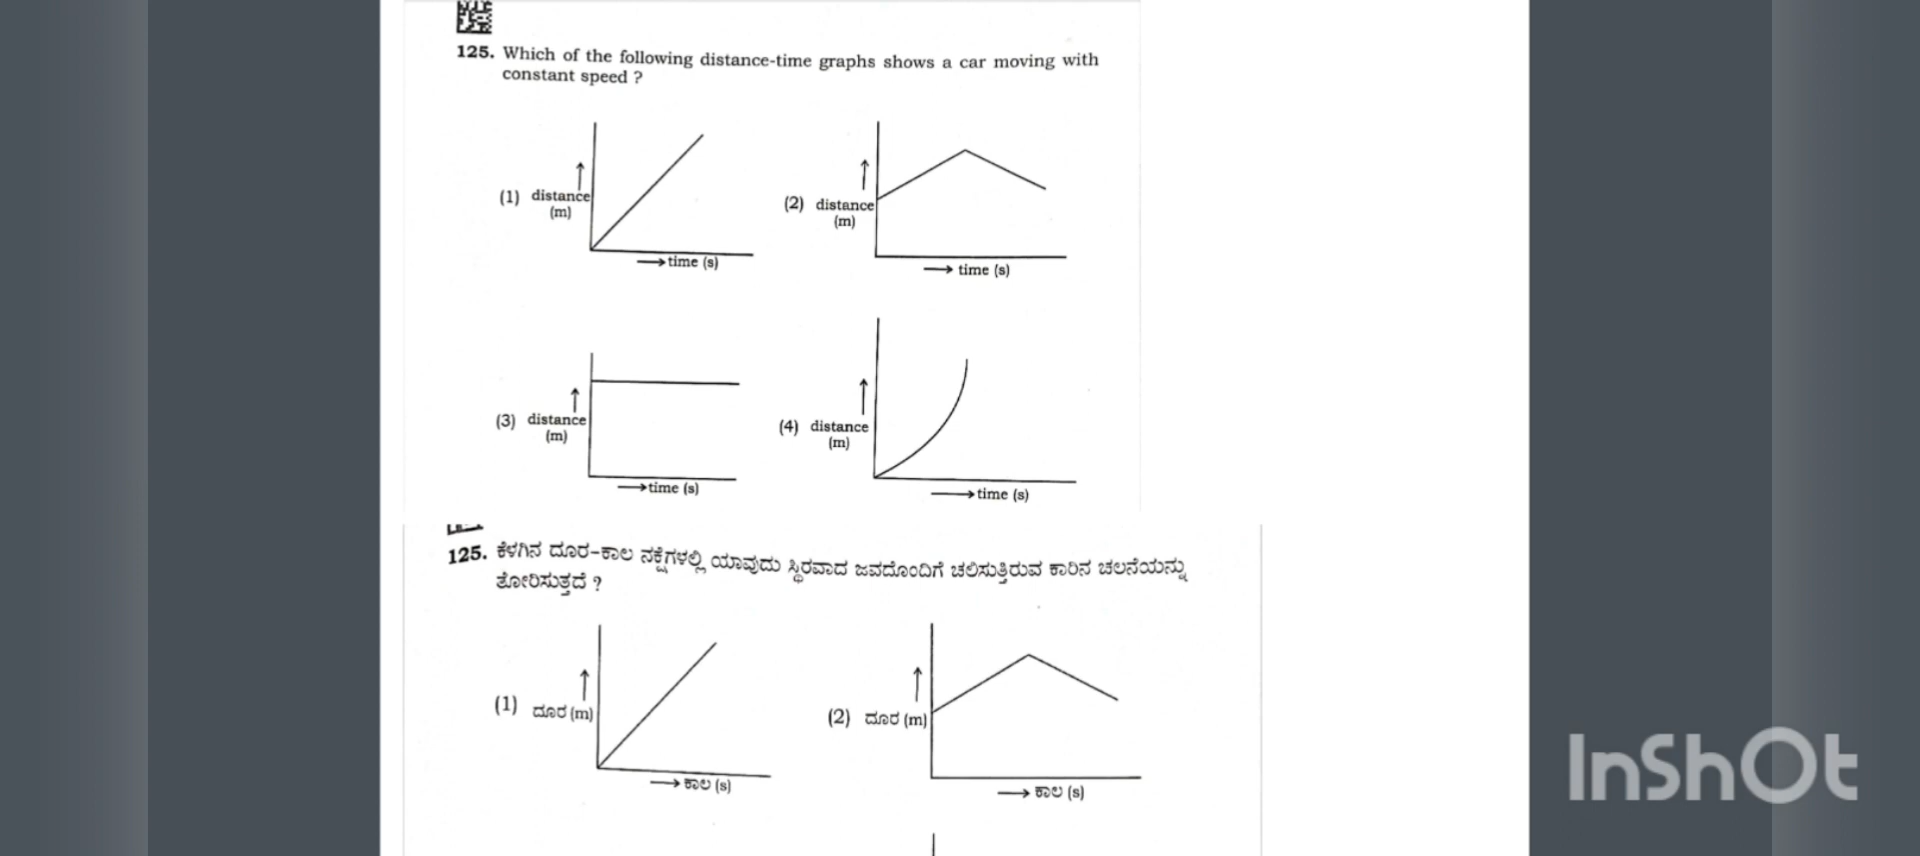 125. Which of the following distance-time graphs shows a car moving with
constant speed ?
(1) distance
(m)
time (s)
(2) distance
(m)
time (s)
(3) distance
(m)
time (s)
(4) distance
(m)
time (s)
125. ಕೆಳಗಿನ ದೂರ-ಕಾಲ ನಕ್ಷೆಗಳಲ್ಲಿ ಯಾವುದು ಸ್ಥಿರವಾದ ಜವದೊಂದಿಗೆ ಚಲಿಸುತ್ತಿರುವ ಕಾರಿನ ಚಲನೆಯನ್ನು
ತೋರಿಸುತ್ತದೆ ?
(1) ದೂರ (m)
ಕಾಲ (s)
(2) ದೂರ (m)
ಕಾಲ (s)
InShOt